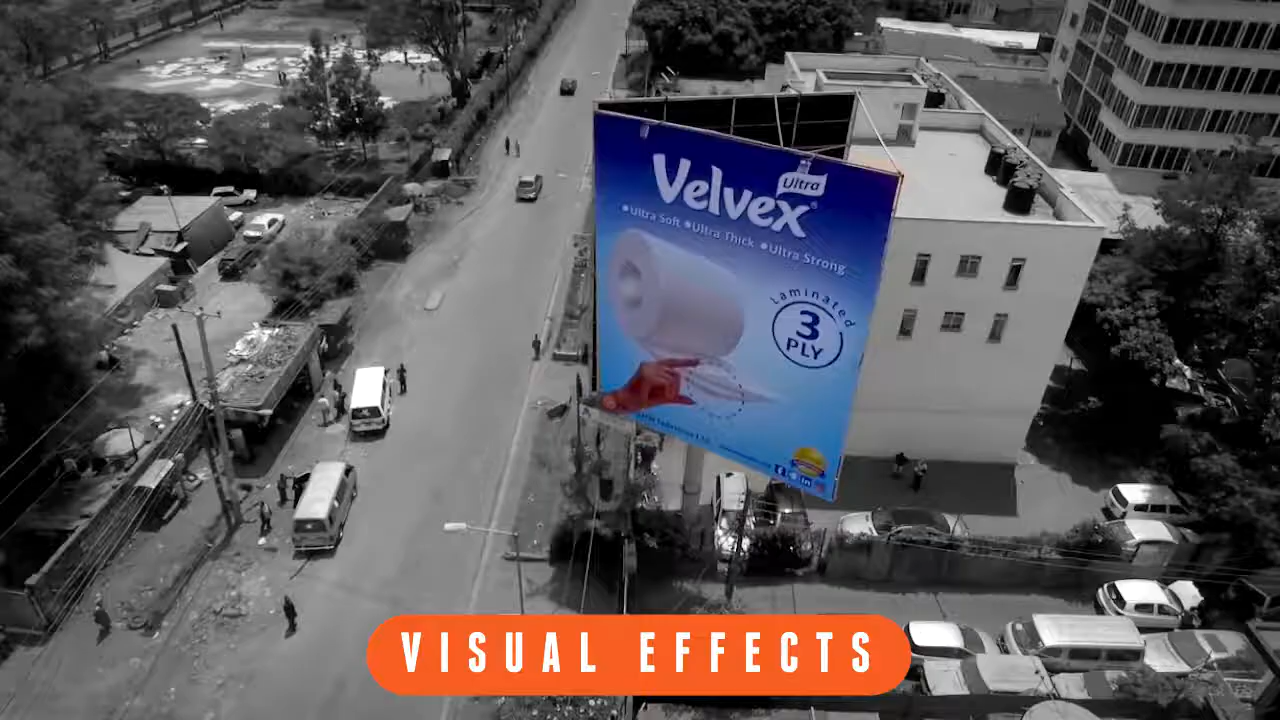 Velvex
Ultra
•Ultra Soft •Ultra Thick •Ultra Strong
Laminated
3
PLY
VISUAL EFFECTS